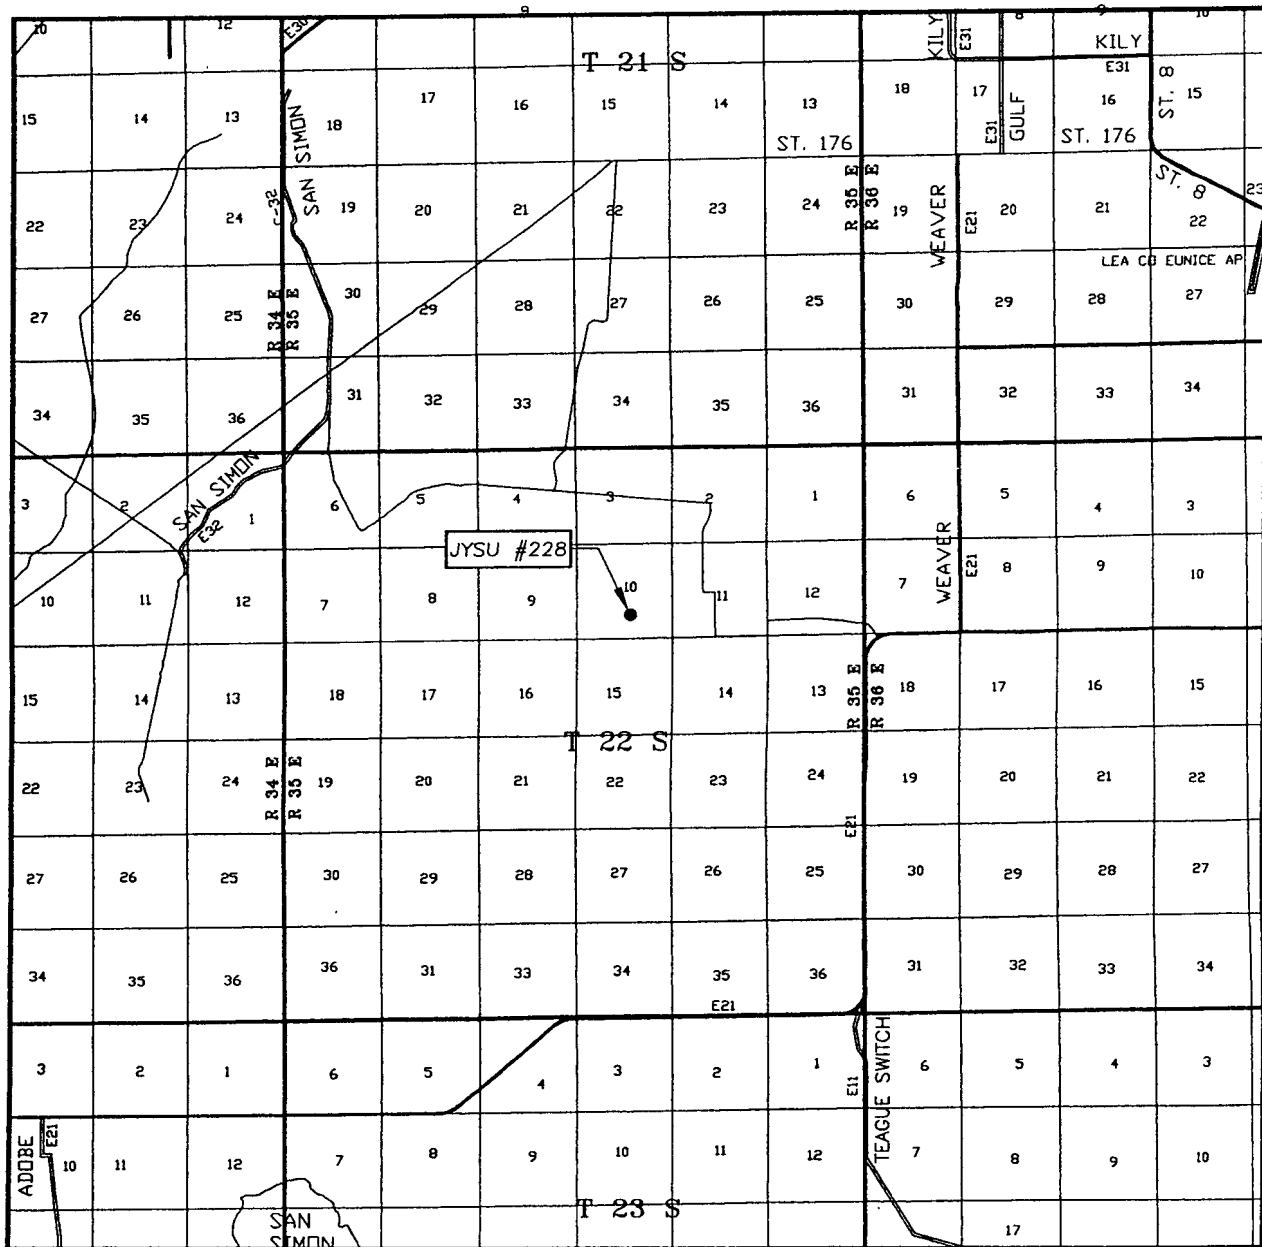 9
10 12 E30 8 9 10
KILY E31 KILY
T 21 S E31 ST. 8
15 14 13 SAN SIMON 18 17 16 15 14 13 18 17 E31 GULF 16 15
ST. 176 ST. 176
ST. 8
22 23 24 19 20 21 22 23 24 R 35 E R 36 E 19 WEAVER E21 20 21 22 23
LEA CO EUNICE AP
27 26 25 R 34 E R 35 E 30 29 28 27 26 25 30 29 28 27
34 35 36 31 32 33 34 35 36 31 32 33 34
3 2 SAN SIMON E32 1 6 5 4 3 2 1 6 5 4 3
JYSU #228
10 11 12 7 8 9 10 11 12 7 WEAVER E21 8 9 10
15 14 13 18 17 16 15 14 13 R 35 E R 36 E 18 17 16 15
T 22 S
22 23 24 R 34 E R 35 E 19 20 21 22 23 24 19 20 21 22
E21
27 26 25 30 29 28 27 26 25 30 29 28 27
34 35 36 36 31 33 34 35 36 31 32 33 34
E21
3 2 1 6 5 4 3 2 1 E11 TEAGUE SWITCH 6 5 4 3
ADOBE E21 10 11 12 7 8 9 10 11 12 7 8 9 10
T 23 S
SAN
SIMON
17